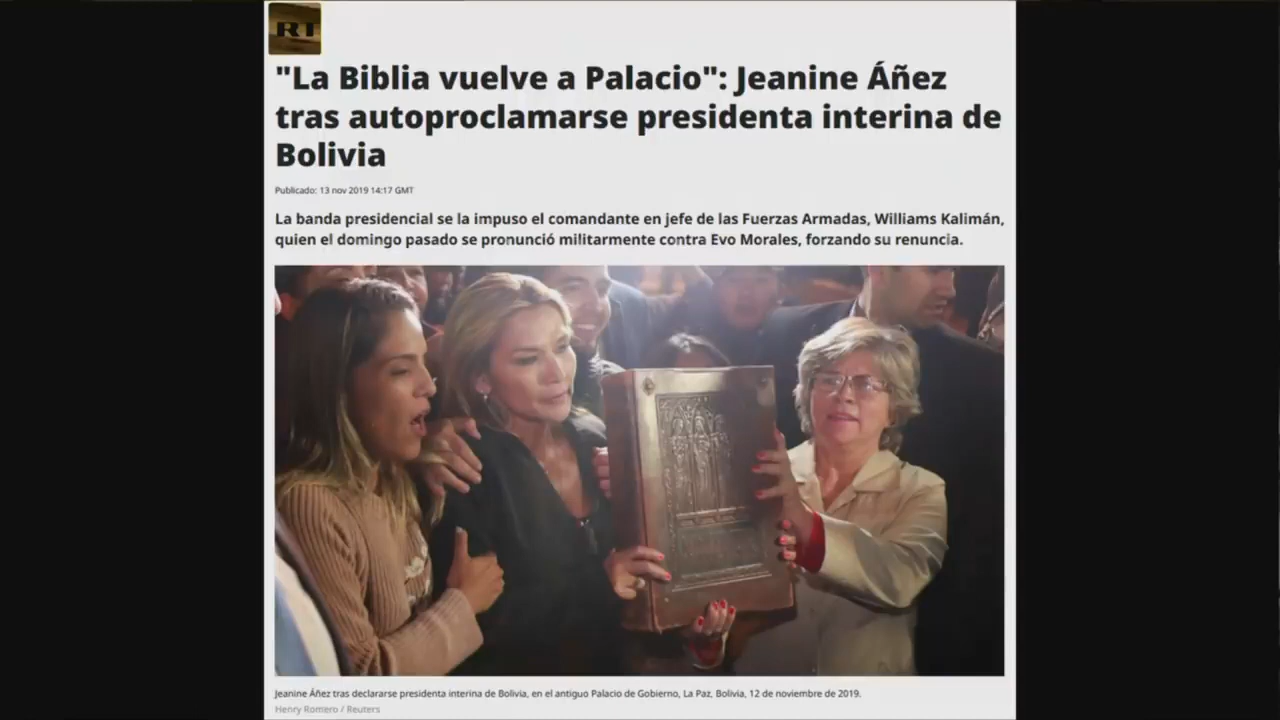 RT
"La Biblia vuelve a Palacio": Jeanine Áñez
tras autoproclamarse presidenta interina de
Bolivia
Publicado: 13 nov 2019 14:17 GMT
La banda presidencial se la impuso el comandante en jefe de las Fuerzas Armadas, Williams Kalimán,
quien el domingo pasado se pronunció militarmente contra Evo Morales, forzando su renuncia.
Jeanine Áñez tras declararse presidenta interina de Bolivia, en el antiguo Palacio de Gobierno, La Paz, Bolivia, 12 de noviembre de 2019.
Henry Romero / Reuters